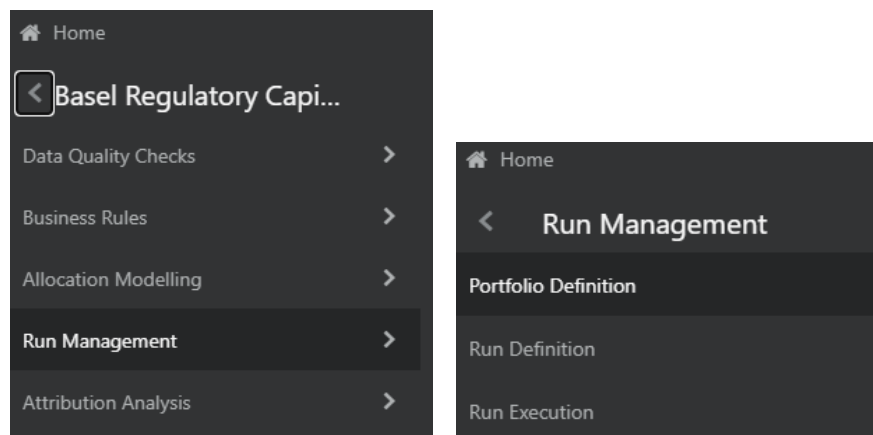 Home
Basel Regulatory Capi...
Data Quality Checks
Business Rules
Allocation Modelling
Run Management
Attribution Analysis
Home
Run Management
Portfolio Definition
Run Definition
Run Execution